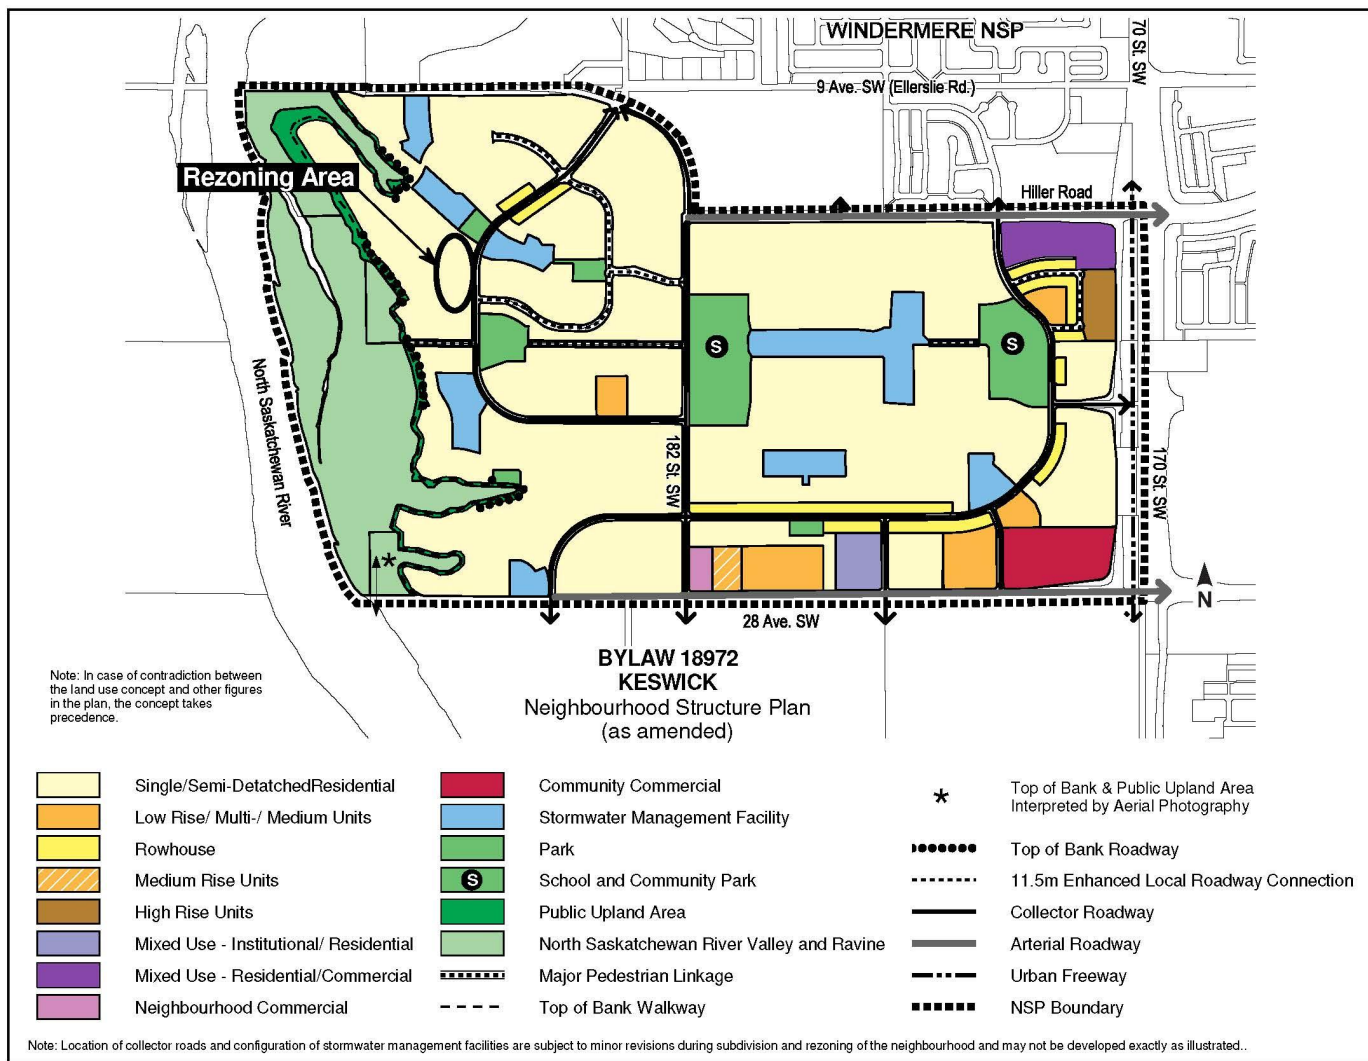 WINDERMERE NSP
70 St. SW
9 Ave. SW (Ellerslie Rd.)
Rezoning Area
Hiller Road
S
S
North Saskatchewan River
182 St. SW
170 St. SW
N
28 Ave. SW
*
BYLAW 18972
KESWICK
Neighbourhood Structure Plan
(as amended)
Note: In case of contradiction between
the land use concept and other figures
in the plan, the concept takes
precedence.
Single/Semi-DetatchedResidential
Low Rise/ Multi-/ Medium Units
Rowhouse
Medium Rise Units
High Rise Units
Mixed Use - Institutional/ Residential
Mixed Use - Residential/Commercial
Neighbourhood Commercial
Community Commercial
Stormwater Management Facility
Park
S School and Community Park
Public Upland Area
North Saskatchewan River Valley and Ravine
Major Pedestrian Linkage
Top of Bank Walkway
* Top of Bank & Public Upland Area
Interpreted by Aerial Photography
Top of Bank Roadway
11.5m Enhanced Local Roadway Connection
Collector Roadway
Arterial Roadway
Urban Freeway
NSP Boundary
Note: Location of collector roads and configuration of stormwater management facilities are subject to minor revisions during subdivision and rezoning of the neighbourhood and may not be developed exactly as illustrated..